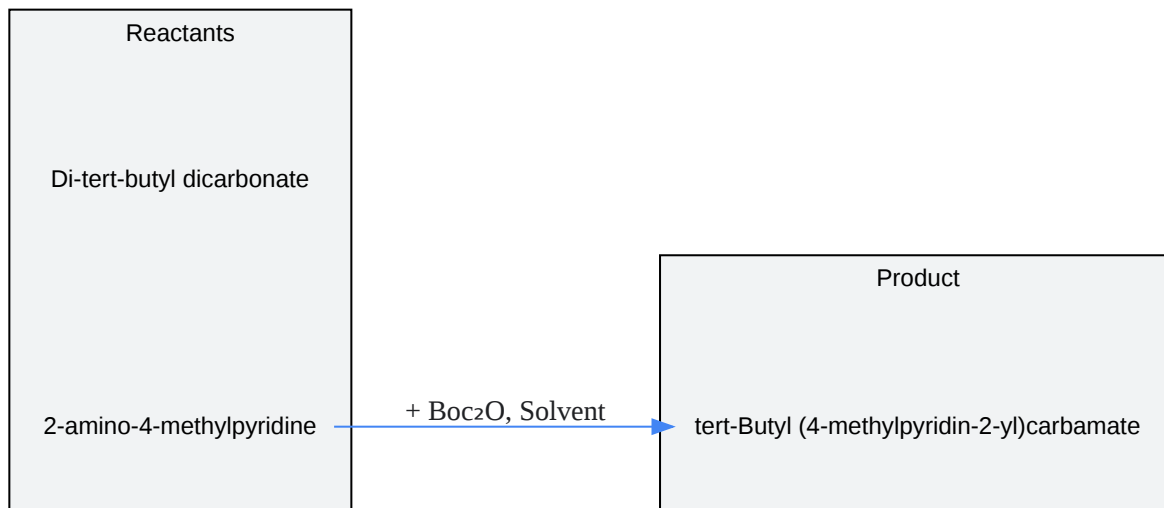 Reactants
Di-tert-butyl dicarbonate
2-amino-4-methylpyridine
+ Boc₂O, Solvent
Product
tert-Butyl (4-methylpyridin-2-yl)carbamate